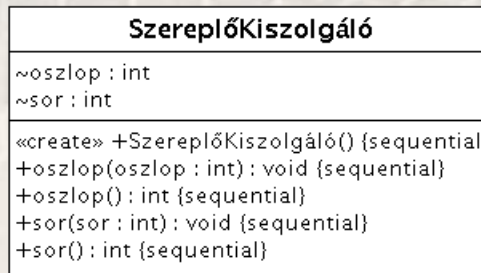 SzereplőKiszolgáló
~oszlop : int
~sor : int
«create» +SzereplőKiszolgáló() {sequential
+oszlop(oszlop : int) : void {sequential}
+oszlop() : int {sequential}
+sor(sor : int) : void {sequential}
+sor() : int {sequential}